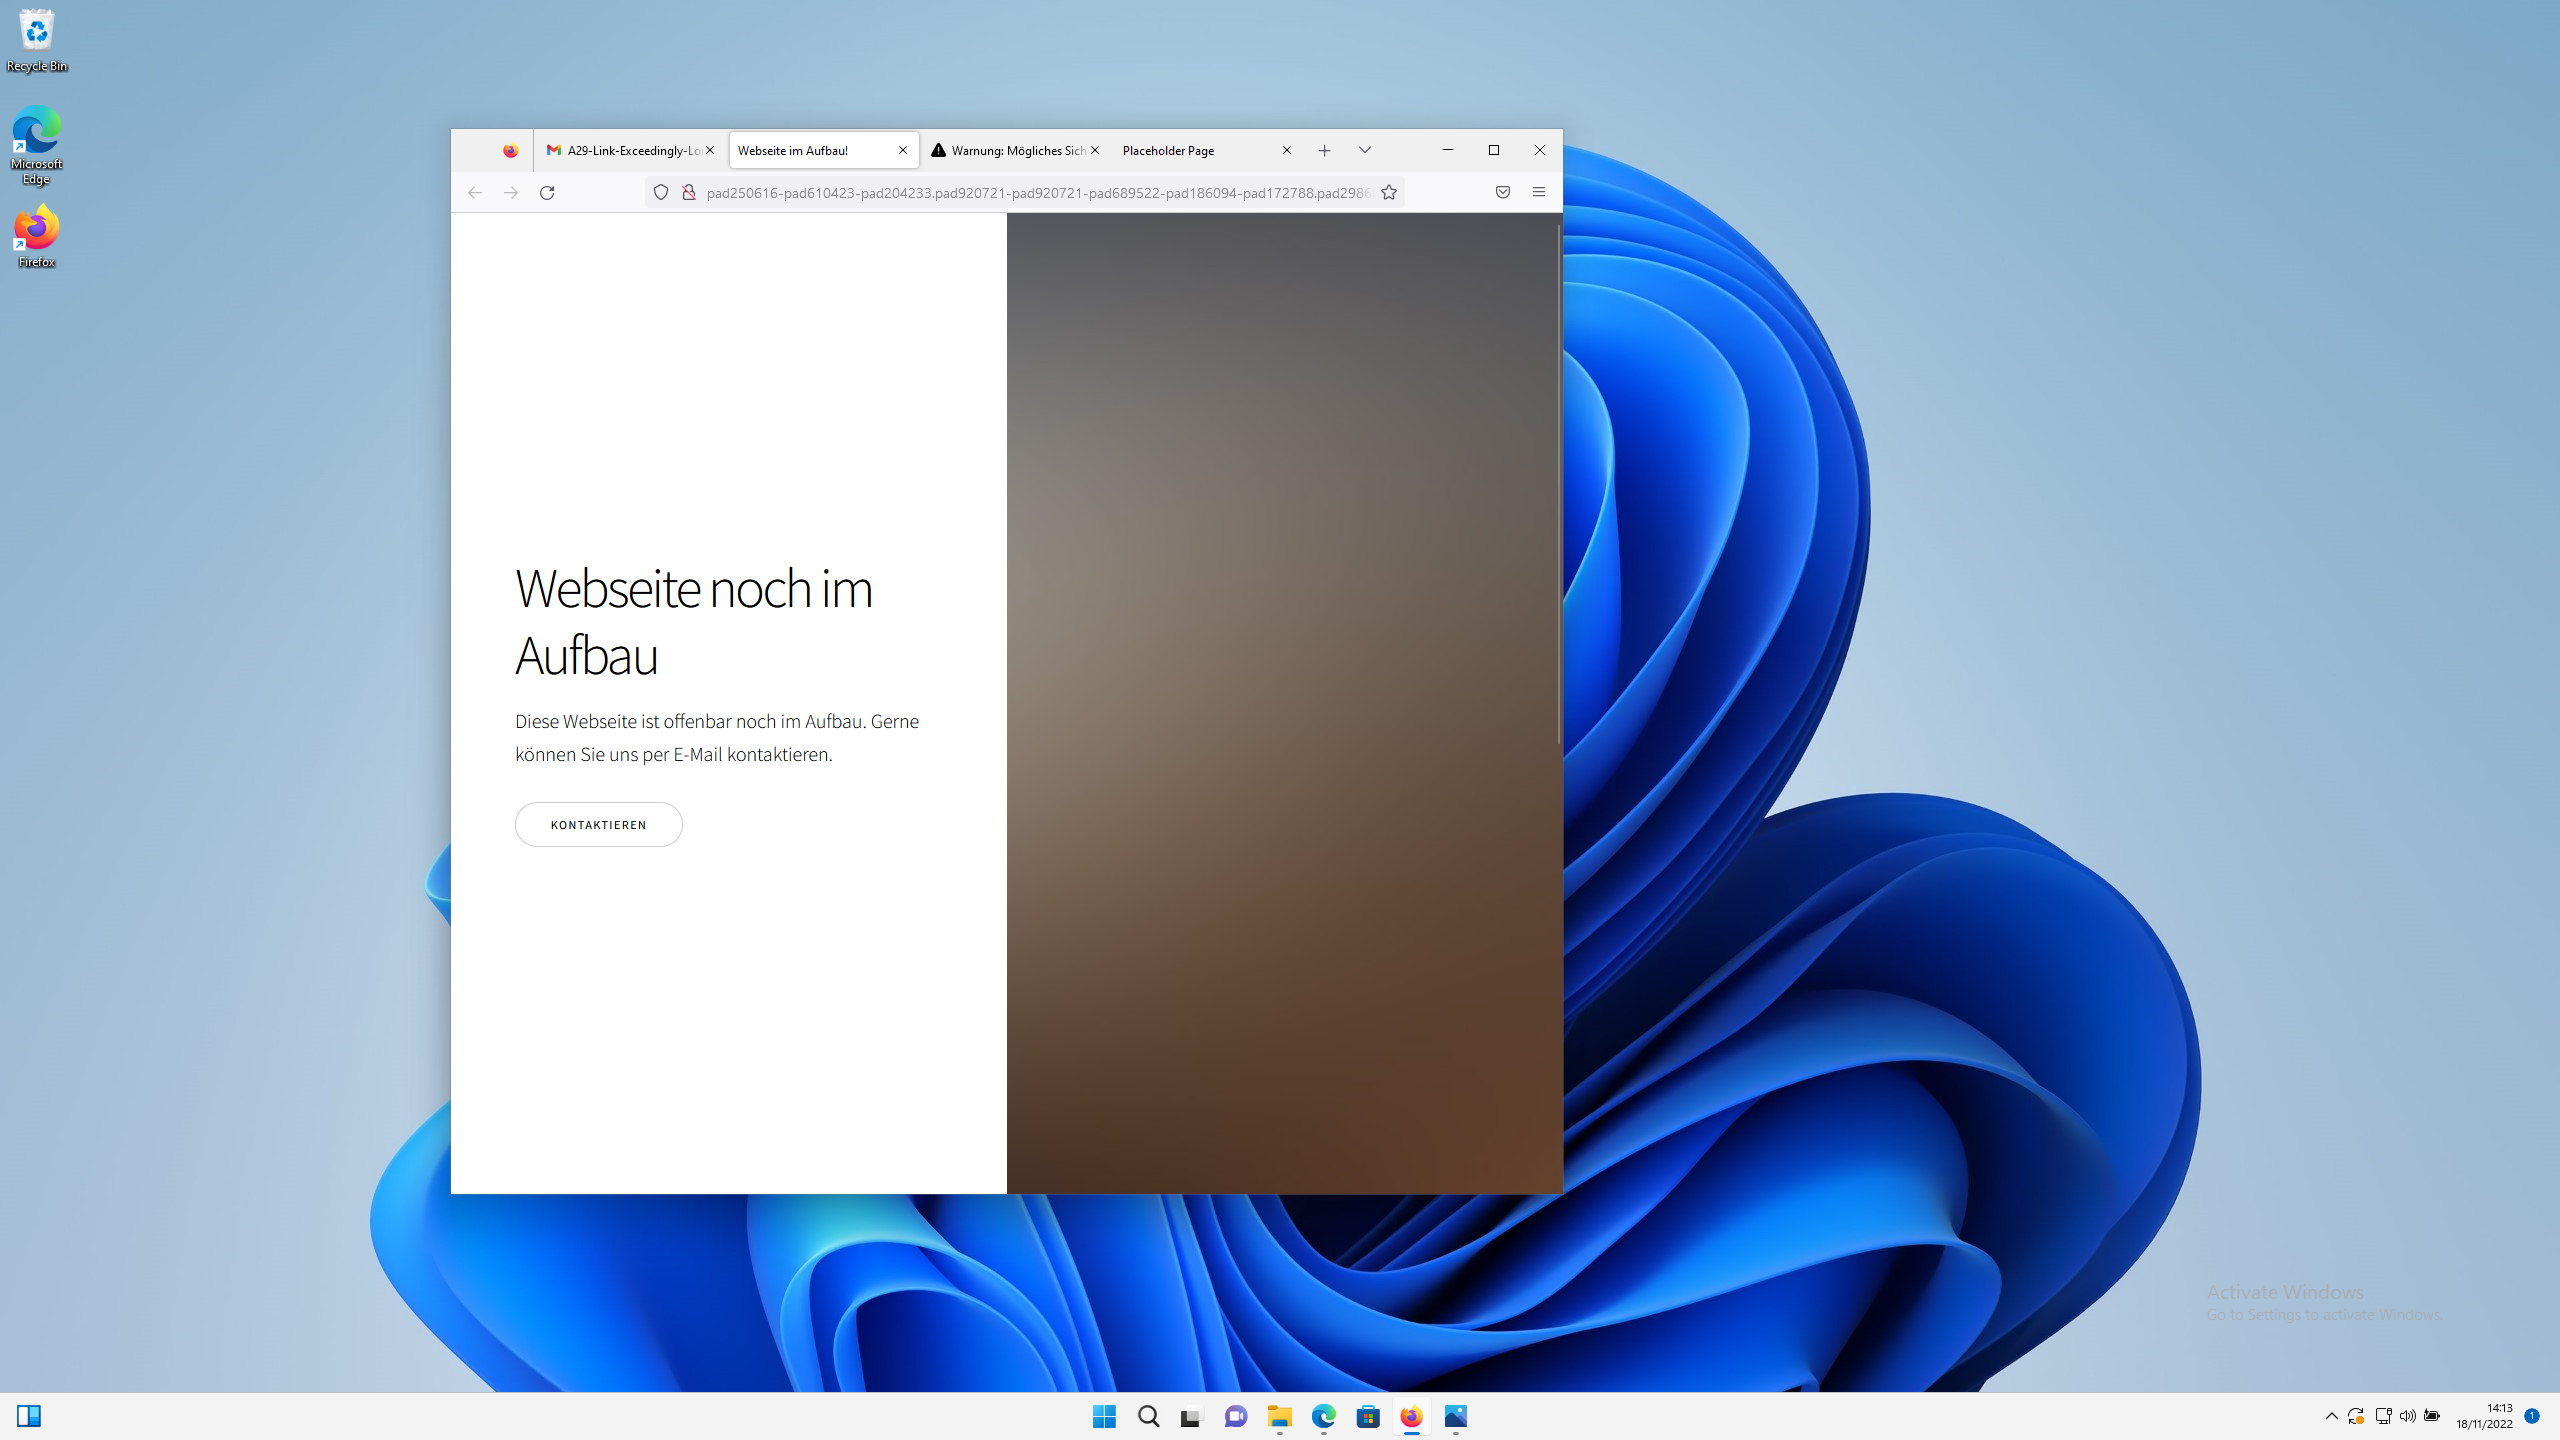 Recycle Bin
Microsoft
Edge
Firefox
A29-Link-Exceedingly-Lo
Webseite im Aufbau!
Warnung: Mögliches Sich
Placeholder Page
pad250616-pad610423-pad204233.pad920721-pad920721-pad689522-pad186094-pad172788.pad2986
Webseite noch im
Aufbau
Diese Webseite ist offenbar noch im Aufbau. Gerne
können Sie uns per E-Mail kontaktieren.
KONTAKTIEREN
Activate Windows
Go to Settings to activate Windows.
14:13
18/11/2022
1